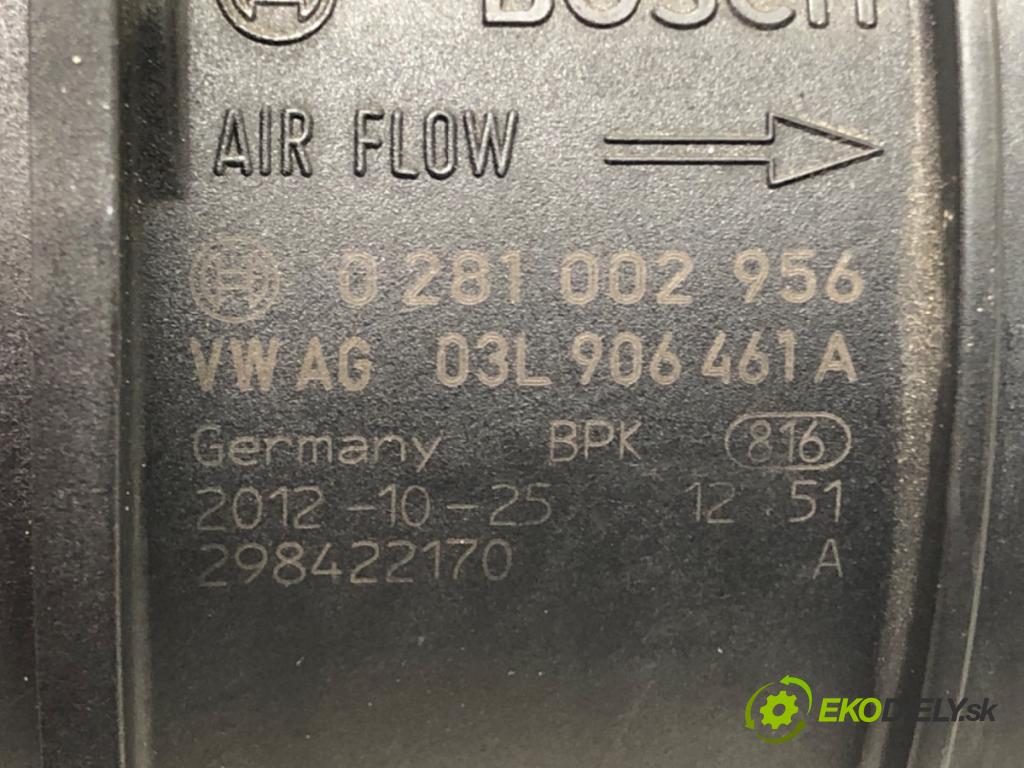 BOSCH
AIR FLOW
0 281 002 956
VW AG 03L 906 461 A
Germany BPK 816
2012-10-25 12 51
298422170 A
EKODIELY.sk